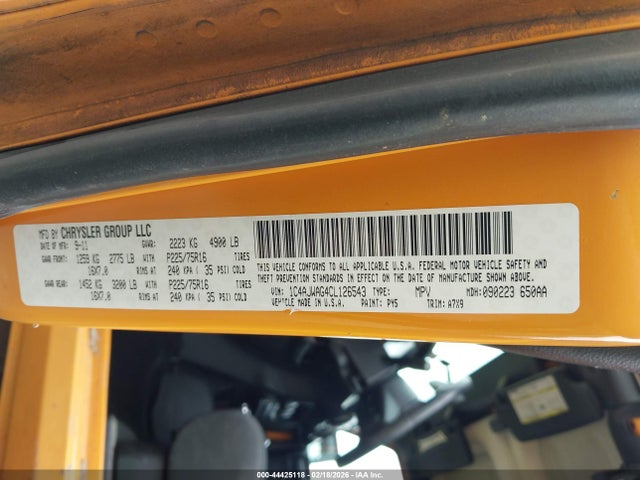 MFD BY CHRYSLER GROUP LLC
DATE OF MFR: 9-11 GVWR: 2223 KG 4900 LB
GAWR FRONT: 1259 KG 2775 LB P225/75R16 TIRES
16X7.0 RIMS AT 240 KPA ( 35 PSI) COLD
GAWR REAR: 1452 KG 3200 LB P225/75R16 TIRES
16X7.0 RIMS AT 240 KPA ( 35 PSI) COLD
THIS VEHICLE CONFORMS TO ALL APPLICABLE U.S.A. FEDERAL MOTOR VEHICLE SAFETY AND
THEFT PREVENTION STANDARDS IN EFFECT ON THE DATE OF MANUFACTURE SHOWN ABOVE.
VIN: 1C4AJWAG4CL126543 TYPE: MPV MDH: 090223 650AA
VEHICLE MADE IN U.S.A. PAINT: PY5 TRIM: A7X9
000-44425118 - 02/18/2026 - IAA Inc.